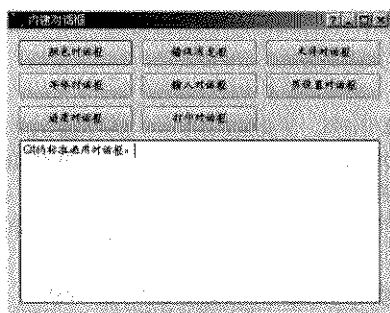 内建对话框
颜色对话框 错误消息框 文件对话框
字体对话框 输入对话框 页设置对话框
进度对话框 打印对话框
Qt的标准通用对话框。